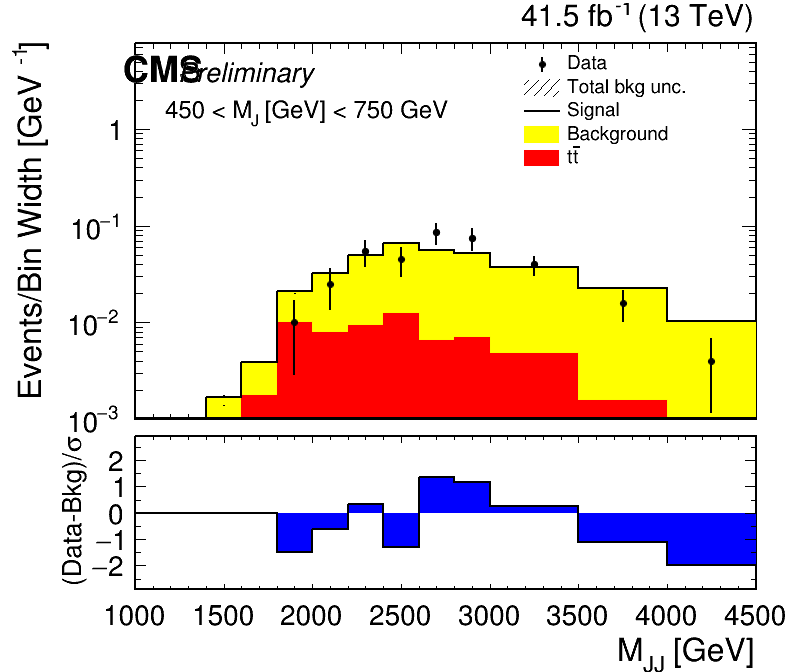 41.5 fb⁻¹ (13 TeV)
CMS Preliminary
450 < M_J [GeV] < 750 GeV
Data
Total bkg unc.
Signal
Background
tt̄
Events/Bin Width [GeV⁻¹]
1
10⁻¹
10⁻²
10⁻³
(Data-Bkg)/σ
2
1
0
−1
−2
1000 1500 2000 2500 3000 3500 4000 4500
M_JJ [GeV]